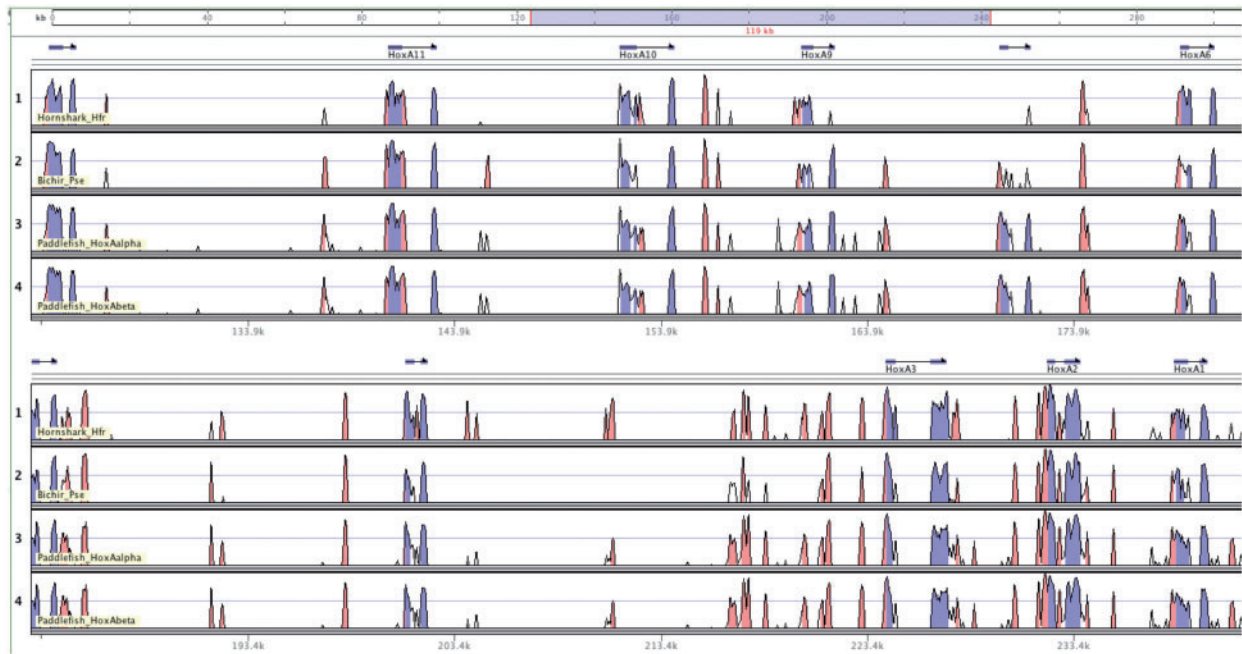 kb 0 40 80 120 160 200 240 280
119 kb
HoxA11 HoxA10 HoxA9 HoxA6
1
Hornshark_Hfr
2
Bichir_Pse
3
Paddlefish_HoxAalpha
4
Paddlefish_HoxAbeta
133.9k 143.9k 153.9k 163.9k 173.9k
HoxA3 HoxA2 HoxA1
1
Hornshark_Hfr
2
Bichir_Pse
3
Paddlefish_HoxAalpha
4
Paddlefish_HoxAbeta
193.4k 203.4k 213.4k 223.4k 233.4k